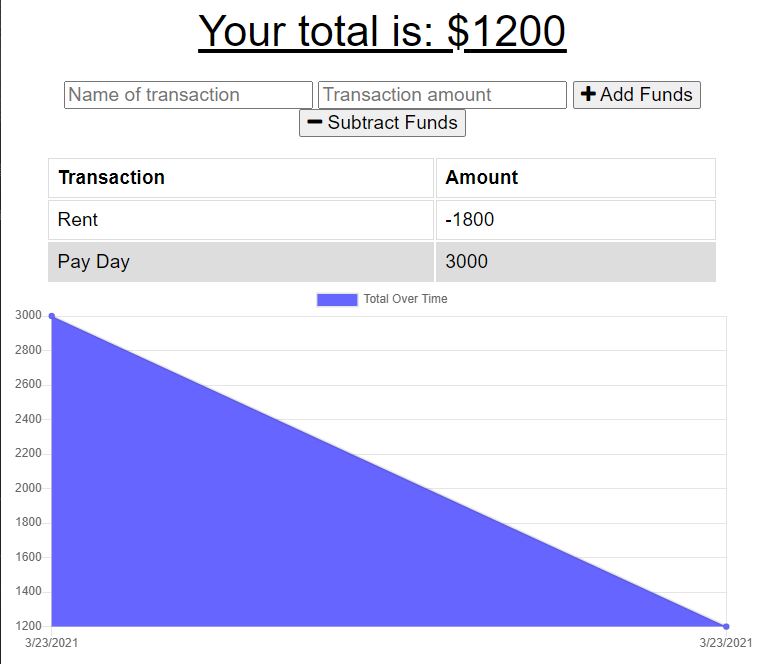 Your total is: $1200
Name of transaction Transaction amount + Add Funds
− Subtract Funds
Transaction Amount
Rent -1800
Pay Day 3000
Total Over Time
3000
2800
2600
2400
2200
2000
1800
1600
1400
1200
3/23/2021 3/23/2021